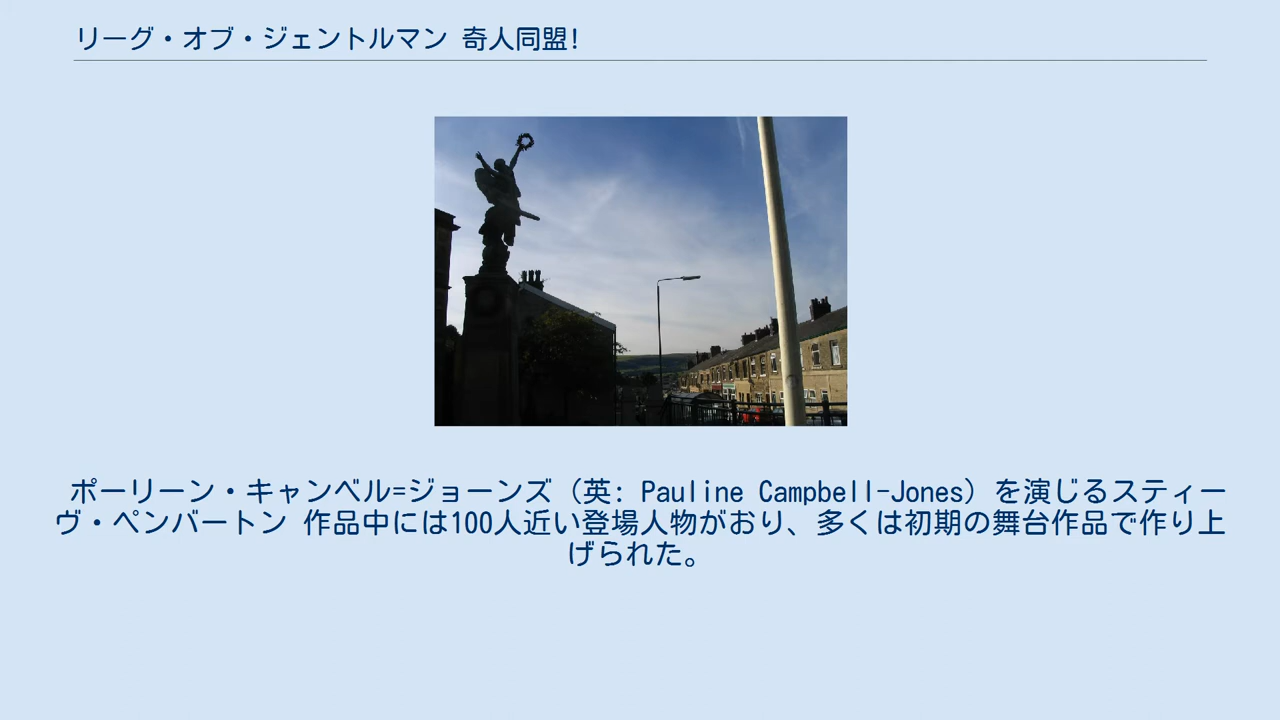 リーグ・オブ・ジェントルマン 奇人同盟!
ポーリーン・キャンベル=ジョーンズ（英: Pauline Campbell-Jones）を演じるスティー
ヴ・ペンバートン 作品中には100人近い登場人物がおり、多くは初期の舞台作品で作り上
げられた。